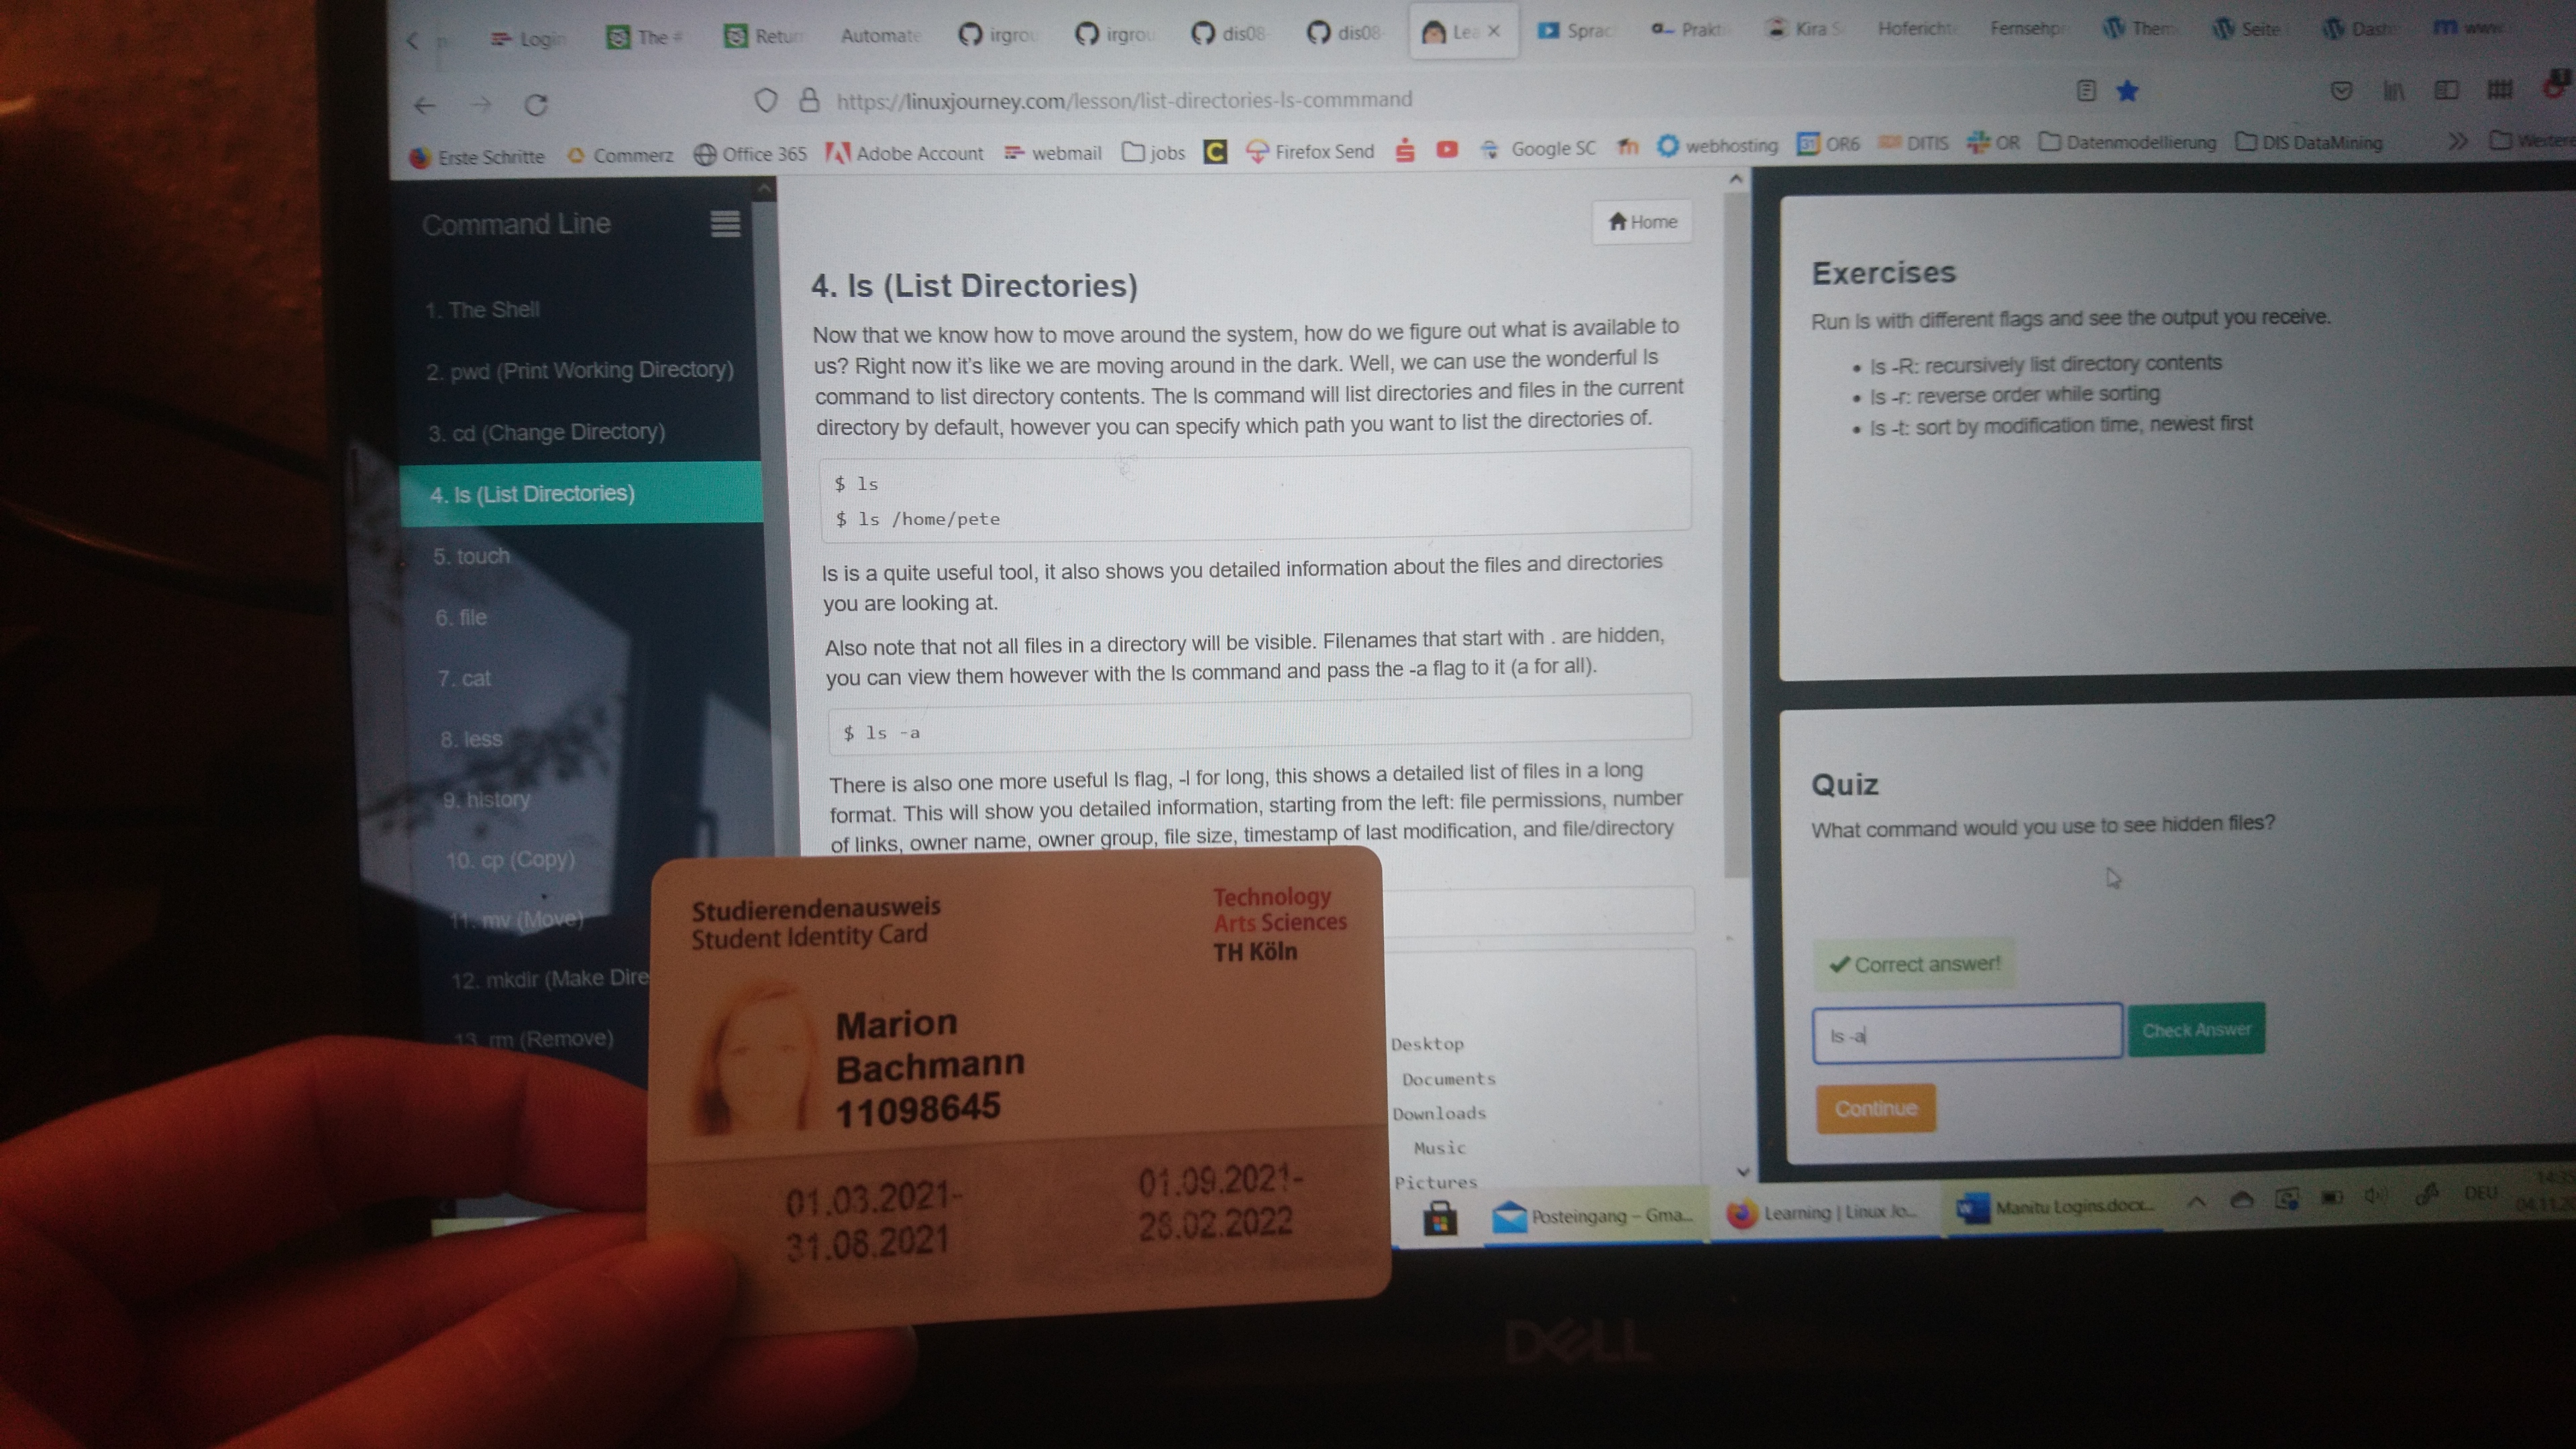 Login
The #
Return
Automate
irgrou
irgrou
dis08-
dis08-
Lea
Sprac
Prakti
Kira S
Hoferichte
Fernsehpr
Them
Seite
Dash
www.
https://linuxjourney.com/lesson/list-directories-ls-commmand
Erste Schritte
Commerz
Office 365
Adobe Account
webmail
jobs
Firefox Send
Google SC
webhosting
OR6
DITIS
OR
Datenmodellierung
DIS DataMining
Weitere
Command Line
1. The Shell
2. pwd (Print Working Directory)
3. cd (Change Directory)
4. ls (List Directories)
5. touch
6. file
7. cat
8. less
9. history
10. cp (Copy)
11. mv (Move)
12. mkdir (Make Dire
13. rm (Remove)
Home
4. ls (List Directories)
Now that we know how to move around the system, how do we figure out what is available to
us? Right now it's like we are moving around in the dark. Well, we can use the wonderful ls
command to list directory contents. The ls command will list directories and files in the current
directory by default, however you can specify which path you want to list the directories of.
$ ls
$ ls /home/pete
ls is a quite useful tool, it also shows you detailed information about the files and directories
you are looking at.
Also note that not all files in a directory will be visible. Filenames that start with . are hidden,
you can view them however with the ls command and pass the -a flag to it (a for all).
$ ls -a
There is also one more useful ls flag, -l for long, this shows a detailed list of files in a long
format. This will show you detailed information, starting from the left: file permissions, number
of links, owner name, owner group, file size, timestamp of last modification, and file/directory
Desktop
Documents
Downloads
Music
Pictures
Exercises
Run ls with different flags and see the output you receive.
• ls -R: recursively list directory contents
• ls -r: reverse order while sorting
• ls -t: sort by modification time, newest first
Quiz
What command would you use to see hidden files?
Correct answer!
ls -a
Check Answer
Continue
Studierendenausweis
Student Identity Card
Technology
Arts Sciences
TH Köln
Marion
Bachmann
11098645
01.03.2021-
31.08.2021
01.09.2021-
28.02.2022
Posteingang – Gma...
Learning | Linux Jo...
Manitu Logins.docx...
DEU
DELL